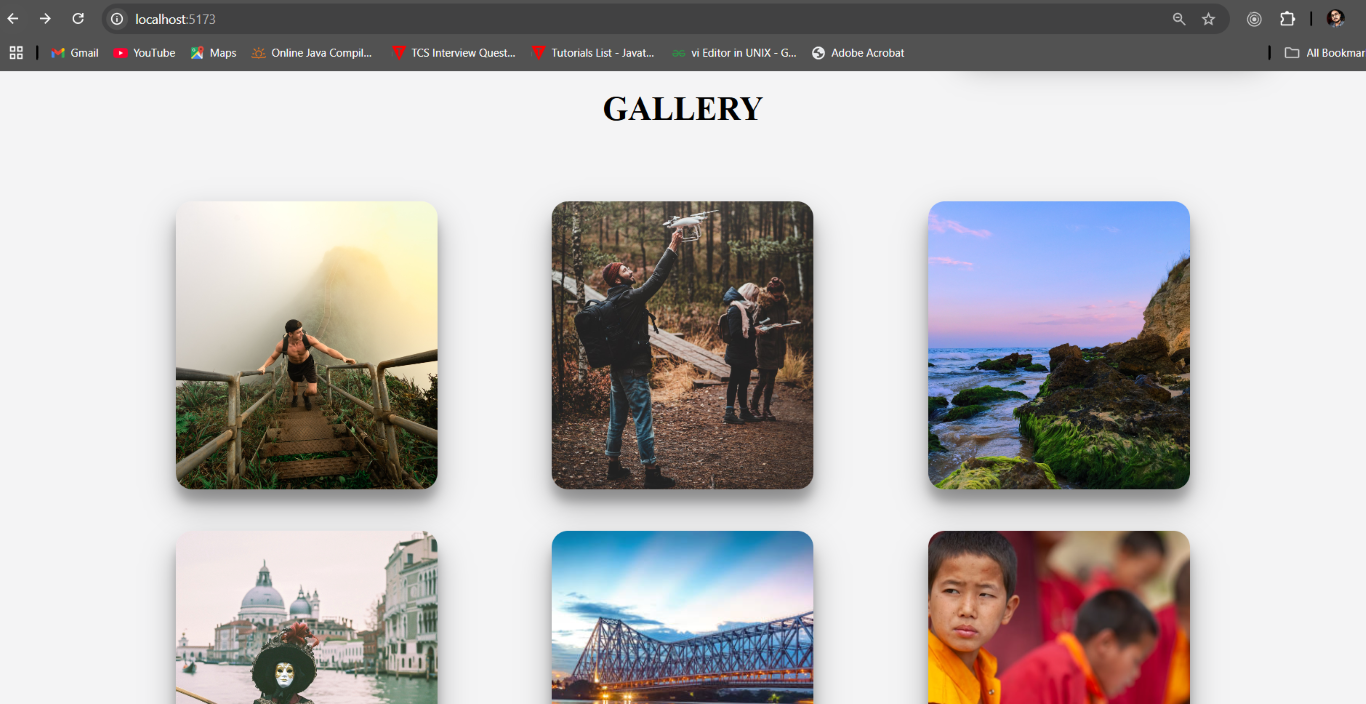 localhost:5173
Gmail YouTube Maps Online Java Compil... TCS Interview Quest... Tutorials List - Javat... vi Editor in UNIX - G... Adobe Acrobat All Bookmar
GALLERY